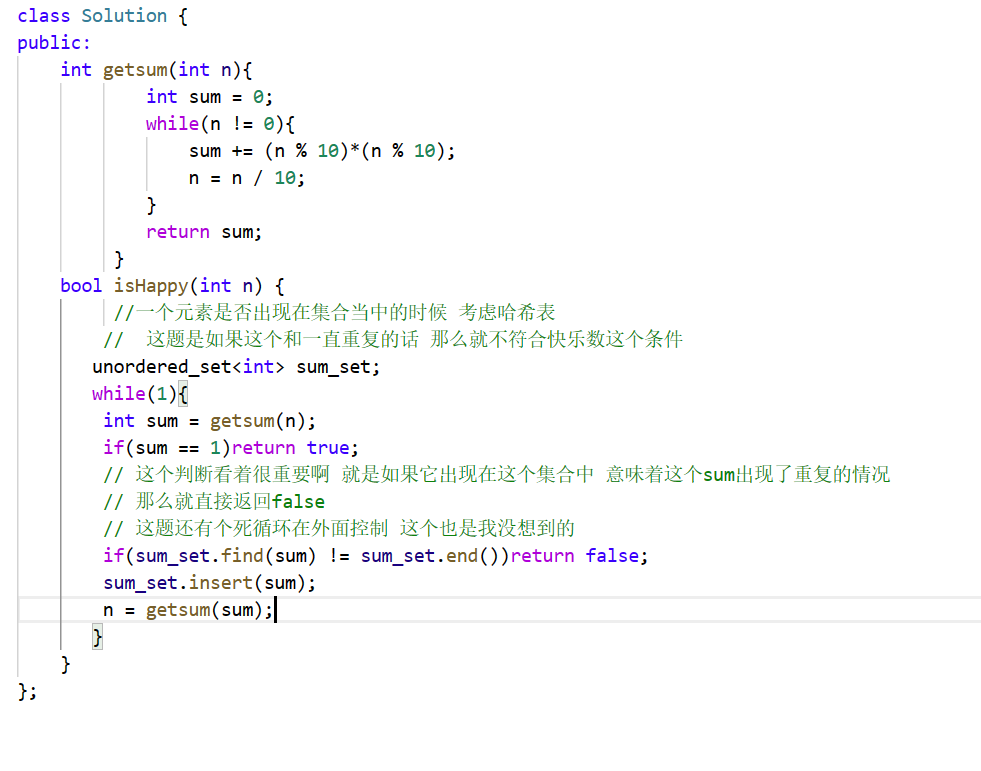 class Solution {
public:
    int getsum(int n){
            int sum = 0;
            while(n != 0){
                sum += (n % 10)*(n % 10);
                n = n / 10;
            }
            return sum;
         }
    bool isHappy(int n) {
         //一个元素是否出现在集合当中的时候 考虑哈希表
        //  这题是如果这个和一直重复的话 那么就不符合快乐数这个条件
       unordered_set<int> sum_set;
       while(1){
        int sum = getsum(n);
        if(sum == 1)return true;
        // 这个判断看着很重要啊 就是如果它出现在这个集合中 意味着这个sum出现了重复的情况
        // 那么就直接返回false
        // 这题还有个死循环在外面控制 这个也是我没想到的
        if(sum_set.find(sum) != sum_set.end())return false;
        sum_set.insert(sum);
        n = getsum(sum);
       }
    }
};